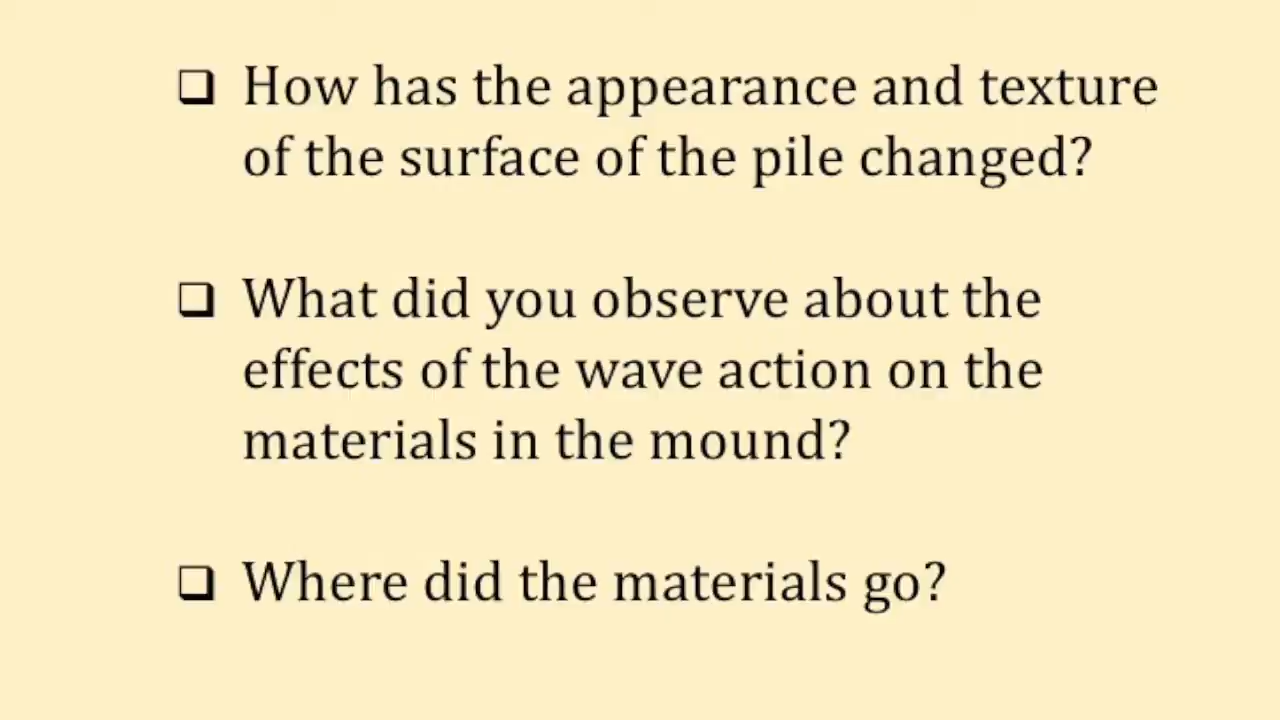 ❑ How has the appearance and texture
of the surface of the pile changed?
❑ What did you observe about the
effects of the wave action on the
materials in the mound?
❑ Where did the materials go?